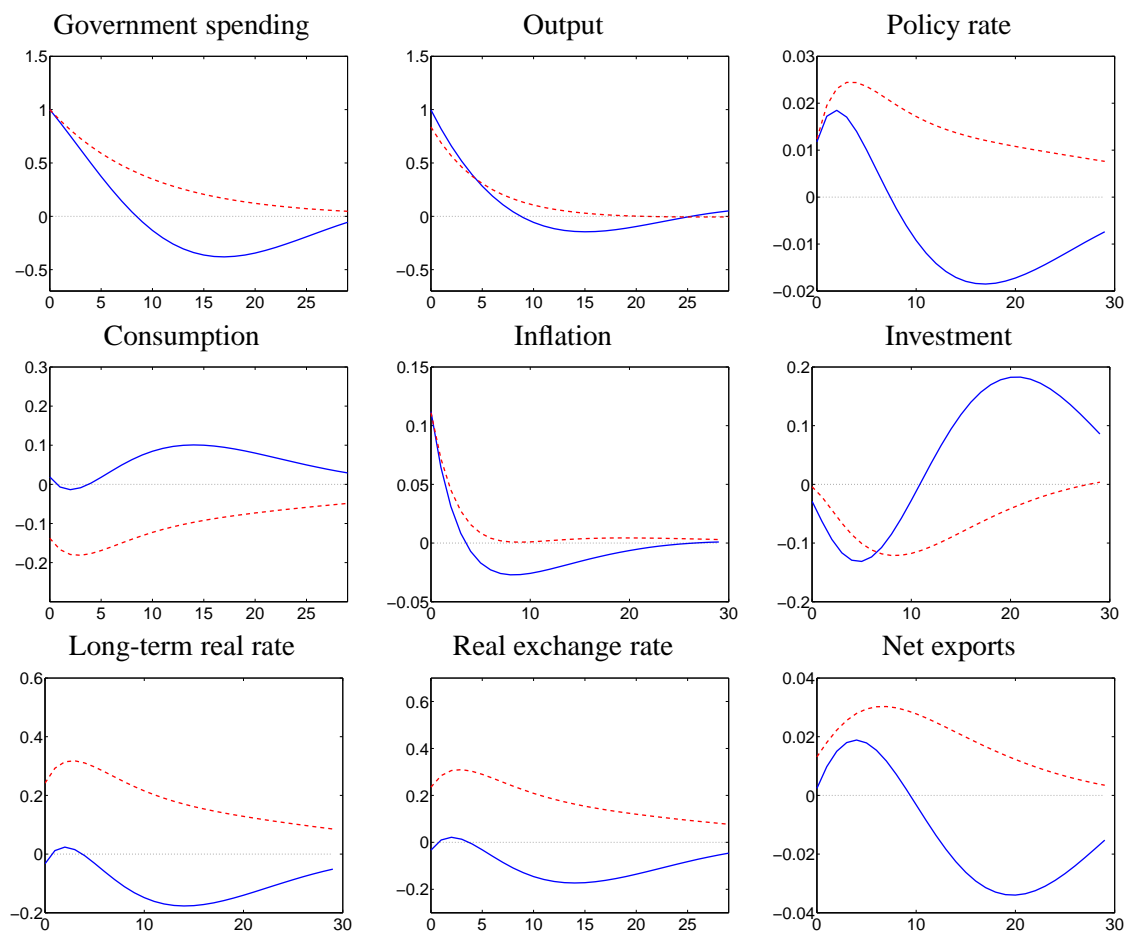 Government spending
Output
Policy rate
1.5
1
0.5
0
−0.5
0 5 10 15 20 25
1.5
1
0.5
0
−0.5
0 5 10 15 20 25
0.03
0.02
0.01
0
−0.01
−0.02
0 10 20 30
Consumption
Inflation
Investment
0.3
0.2
0.1
0
−0.1
−0.2
0 5 10 15 20 25
0.15
0.1
0.05
0
−0.05
0 10 20 30
0.2
0.1
0
−0.1
−0.2
0 10 20 30
Long-term real rate
Real exchange rate
Net exports
0.6
0.4
0.2
0
−0.2
0 10 20 30
0.6
0.4
0.2
0
−0.2
0 5 10 15 20 25
0.04
0.02
0
−0.02
−0.04
0 10 20 30